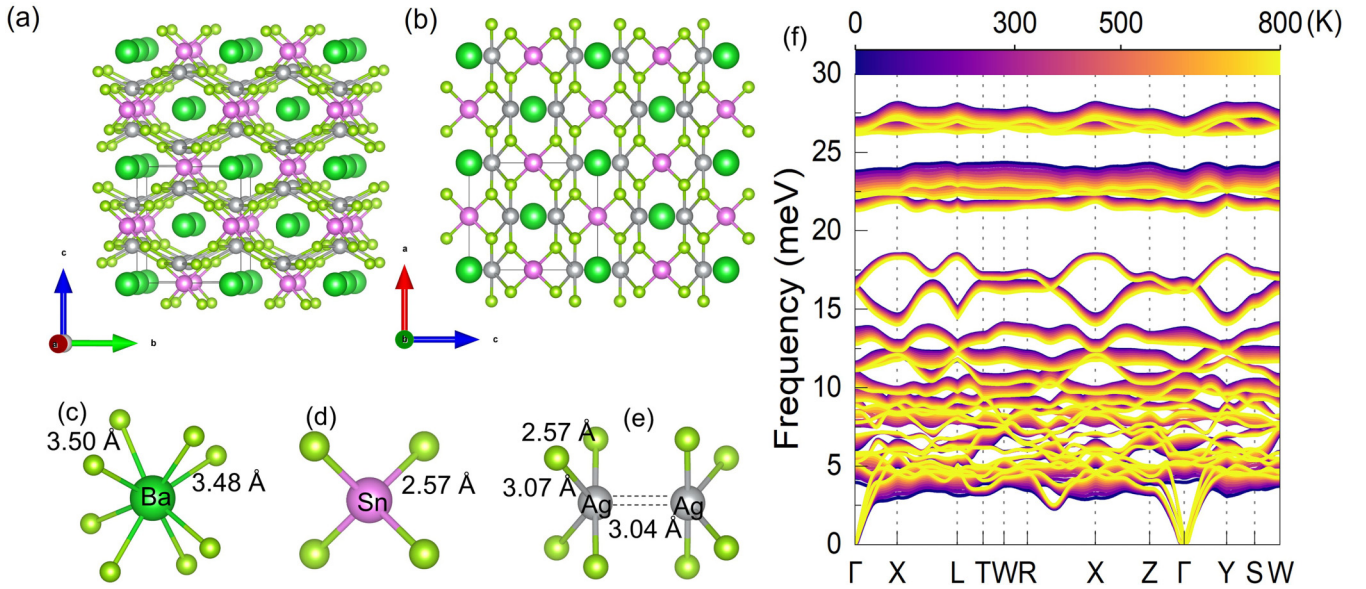 (a)
c
a
b
(b)
a
b
c
(c)
3.50 Å
3.48 Å
Ba
(d)
2.57 Å
Sn
(e)
2.57 Å
3.07 Å
Ag
Ag
3.04 Å
(f)
0 300 500 800 (K)
Frequency (meV)
30
25
20
15
10
5
0
Γ X L T W R X Z Γ Y S W